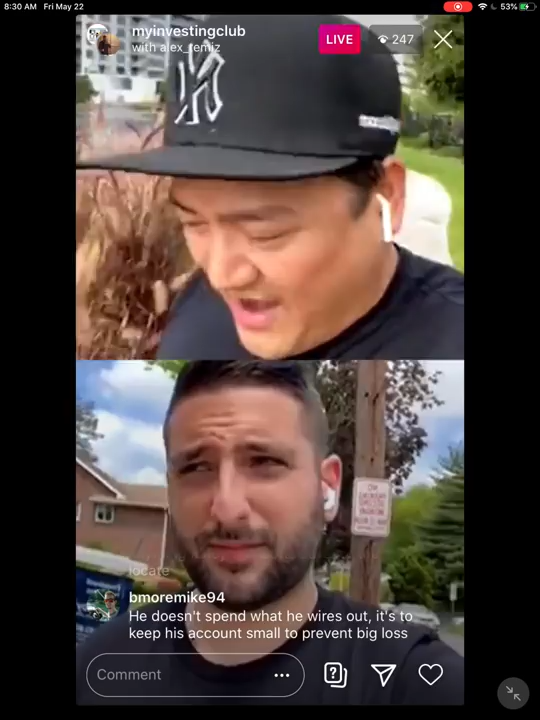 8:30 AM Fri May 22
53%
myinvestingclub
with alex_temiz
LIVE
247
locate
bmoremike94
He doesn't spend what he wires out, it's to
keep his account small to prevent big loss
Comment